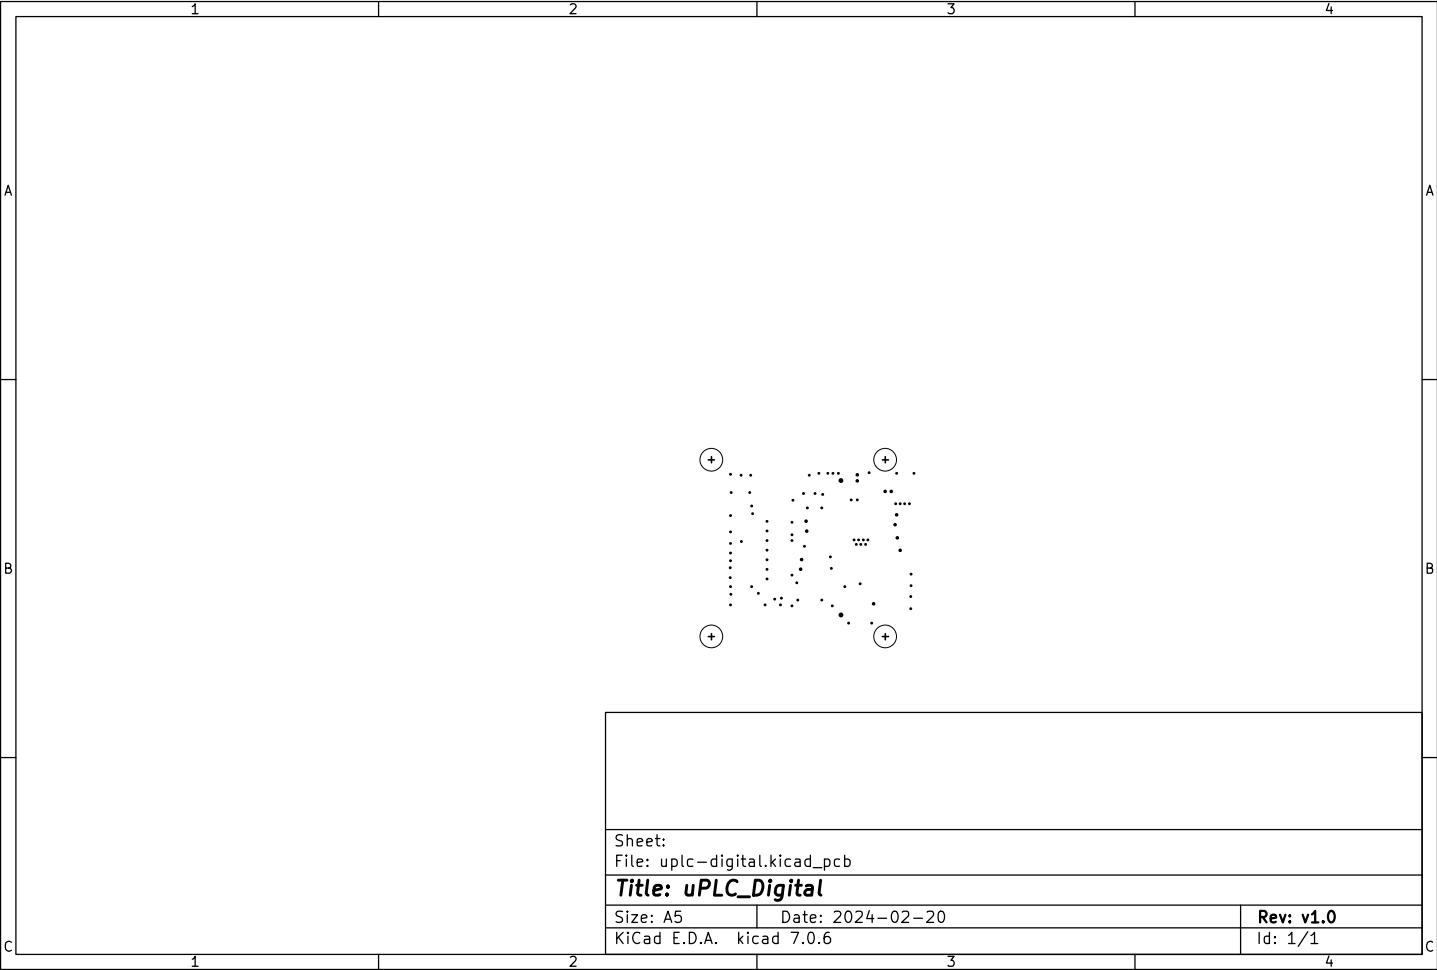 1 2 3 4
A A
B B
Sheet:
File: uplc-digital.kicad_pcb
Title: uPLC_Digital
Size: A5 Date: 2024-02-20 Rev: v1.0
KiCad E.D.A. kicad 7.0.6 Id: 1/1
C C
1 2 3 4